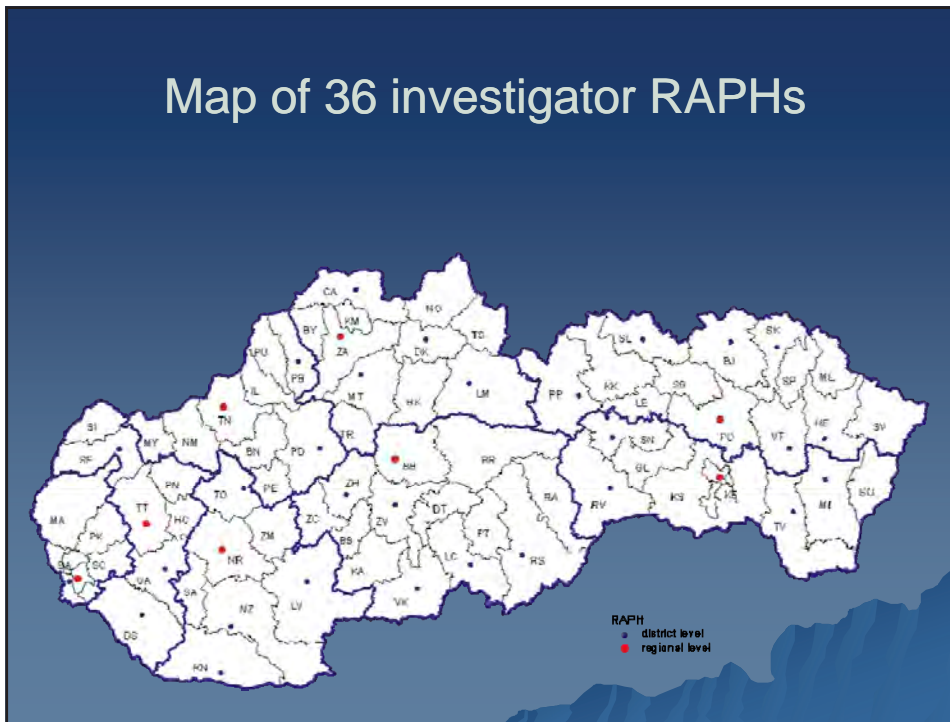 Map of 36 investigator RAPHs
CA
NO
BY
KM
TS
ZA
DK
SL
BJ
SK
PU
PB
MT
RK
LM
PP
KK
SB
SP
ML
IL
LE
TN
PO
VT
HE
SV
SI
MY
NM
BN
PD
TR
BB
BR
SN
GL
SE
PN
TO
PE
ZH
RA
RV
KS
KE
MI
SO
MA
TT
HC
ZC
ZV
DT
TV
PK
NR
ZM
BS
PT
LC
BA
SC
GA
SA
KA
RS
NZ
LV
VK
DS
KN
RAPH
district level
regional level